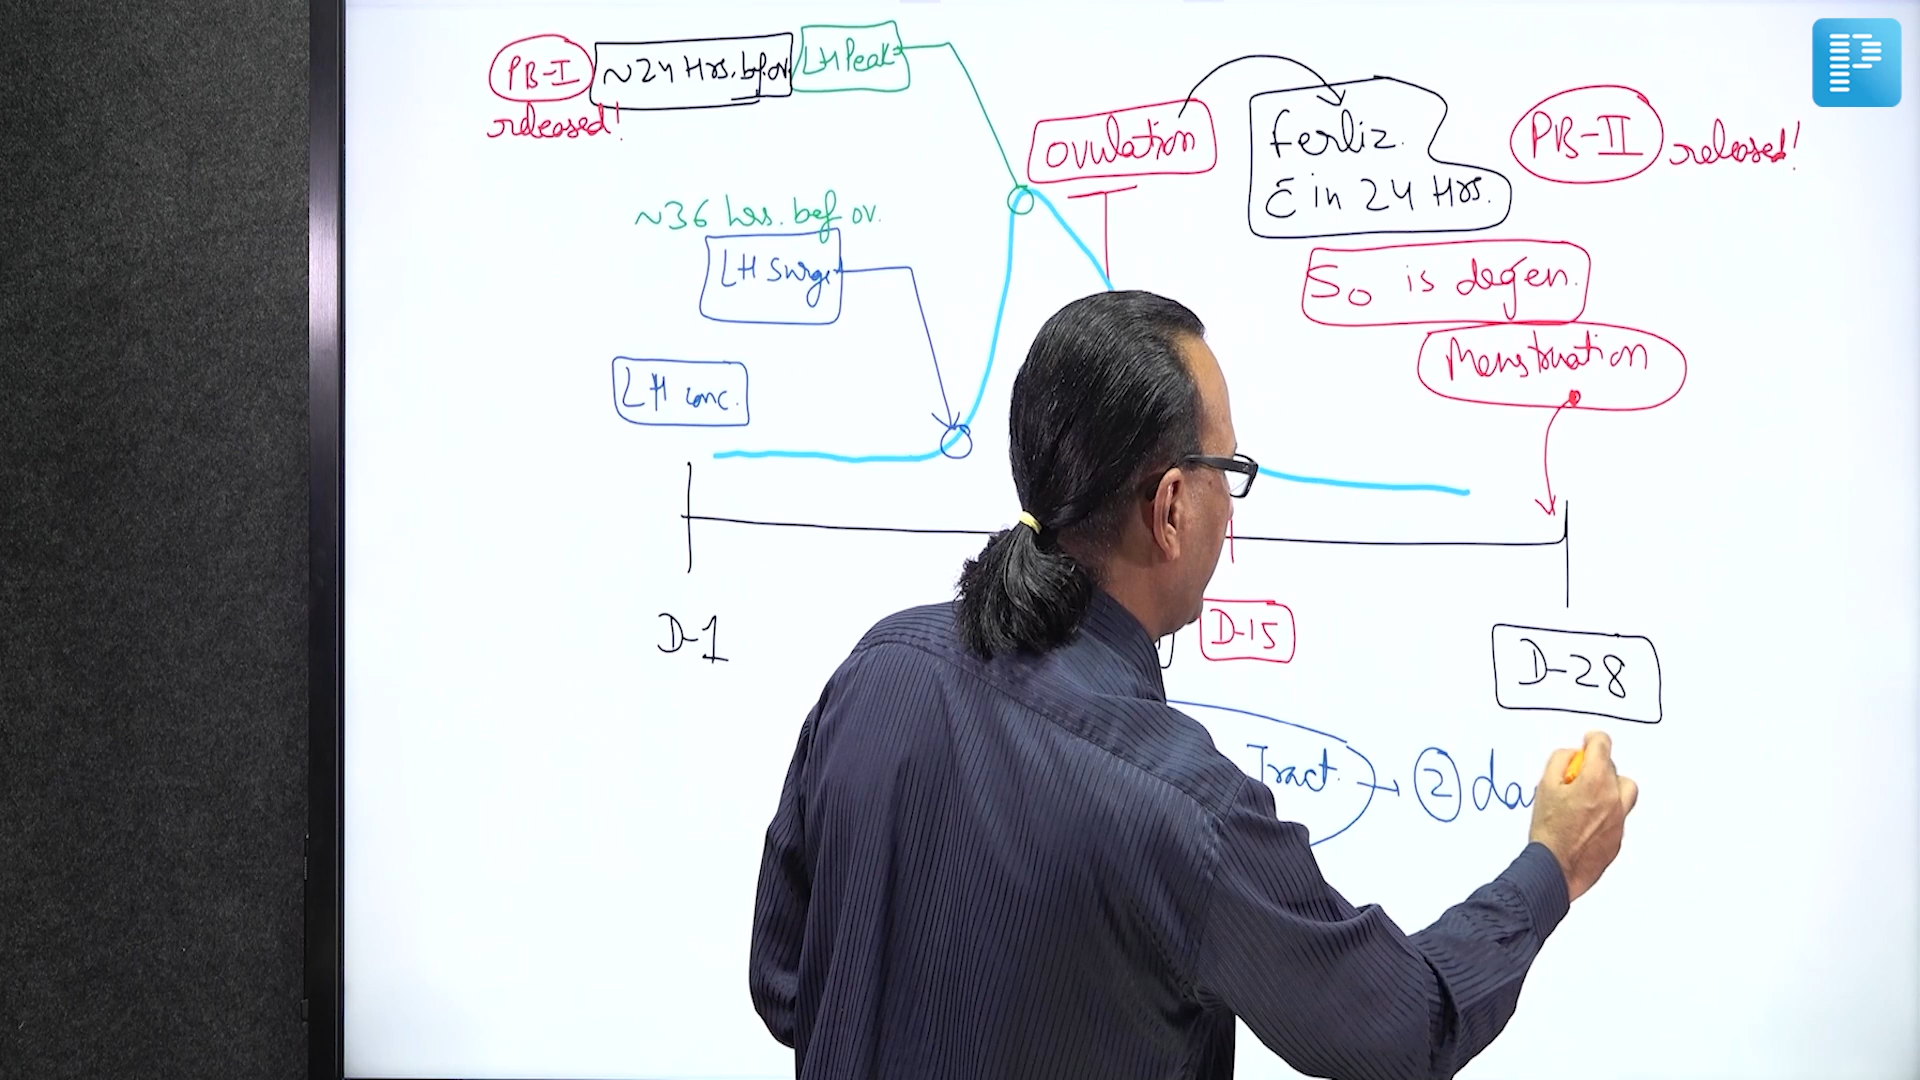 PB-I
released!
~24 Hrs. bef ov.
LH Peak
~36 hrs. bef ov.
LH Surge
LH conc.
Ovulation
Ferliz.
in 24 Hrs.
PB-II released!
So is degen.
Menstruation
D-1
D-15
D-28
Tract. → 2 da
P